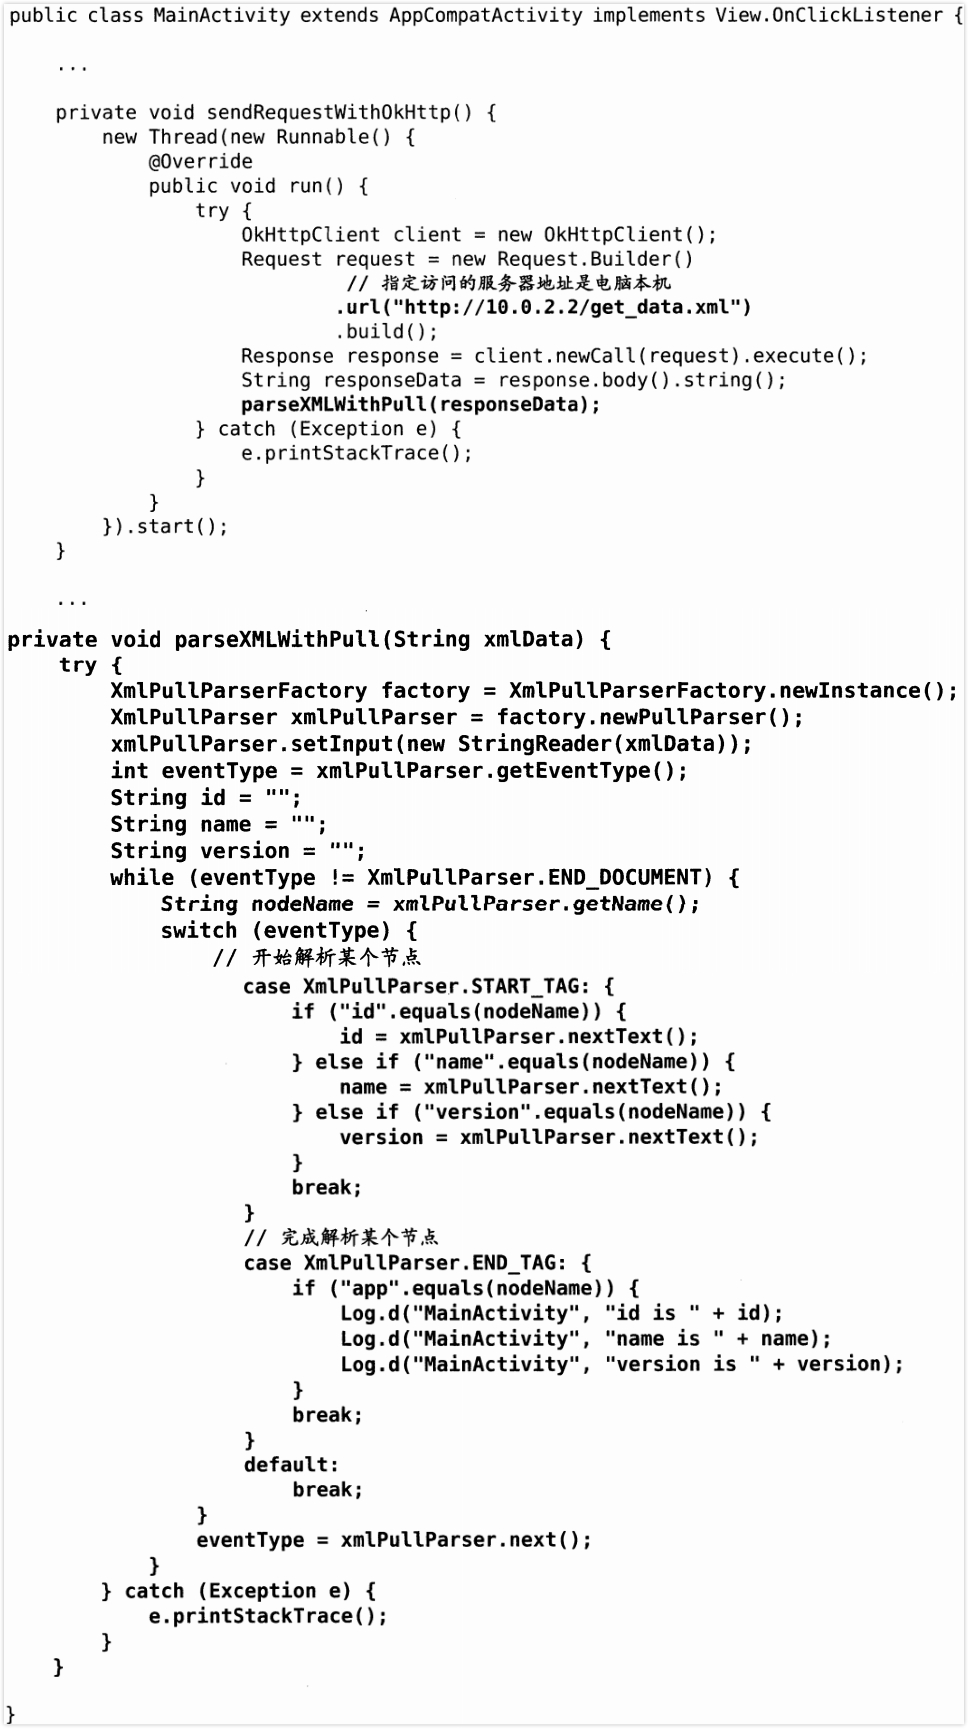 public class MainActivity extends AppCompatActivity implements View.OnClickListener {
...
private void sendRequestWithOkHttp() {
new Thread(new Runnable() {
@Override
public void run() {
try {
OkHttpClient client = new OkHttpClient();
Request request = new Request.Builder()
// 指定访问的服务器地址是电脑本机
.url("http://10.0.2.2/get_data.xml")
.build();
Response response = client.newCall(request).execute();
String responseData = response.body().string();
parseXMLWithPull(responseData);
} catch (Exception e) {
e.printStackTrace();
}
}
}).start();
}
...
private void parseXMLWithPull(String xmlData) {
try {
XmlPullParserFactory factory = XmlPullParserFactory.newInstance();
XmlPullParser xmlPullParser = factory.newPullParser();
xmlPullParser.setInput(new StringReader(xmlData));
int eventType = xmlPullParser.getEventType();
String id = "";
String name = "";
String version = "";
while (eventType != XmlPullParser.END_DOCUMENT) {
String nodeName = xmlPullParser.getName();
switch (eventType) {
// 开始解析某个节点
case XmlPullParser.START_TAG: {
if ("id".equals(nodeName)) {
id = xmlPullParser.nextText();
} else if ("name".equals(nodeName)) {
name = xmlPullParser.nextText();
} else if ("version".equals(nodeName)) {
version = xmlPullParser.nextText();
}
break;
}
// 完成解析某个节点
case XmlPullParser.END_TAG: {
if ("app".equals(nodeName)) {
Log.d("MainActivity", "id is " + id);
Log.d("MainActivity", "name is " + name);
Log.d("MainActivity", "version is " + version);
}
break;
}
default:
break;
}
eventType = xmlPullParser.next();
}
} catch (Exception e) {
e.printStackTrace();
}
}
}